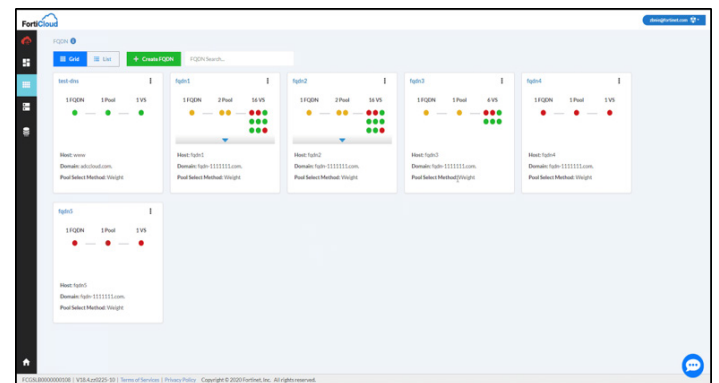 FortiCloud
demo@fortinet.com
FQDN
Grid
List
+ Create FQDN
FQDN Search...
test-dns
1 FQDN 1 Pool 1 VS
Host: www
Domain: adccloud.com.
Pool Select Method: Weight
fqdn1
1 FQDN 2 Pool 16 VS
Host: fqdn1
Domain: fqdn-1111111.com.
Pool Select Method: Weight
fqdn2
1 FQDN 2 Pool 16 VS
Host: fqdn2
Domain: fqdn-1111111.com.
Pool Select Method: Weight
fqdn3
1 FQDN 1 Pool 6 VS
Host: fqdn3
Domain: fqdn-1111111.com.
Pool Select Method: Weight
fqdn4
1 FQDN 1 Pool 1 VS
Host: fqdn4
Domain: fqdn-1111111.com.
Pool Select Method: Weight
fqdn5
1 FQDN 1 Pool 1 VS
Host: fqdn5
Domain: fqdn-1111111.com.
Pool Select Method: Weight
| Terms of Services | Privacy Policy Copyright © 2020 Fortinet, Inc. All rights reserved.